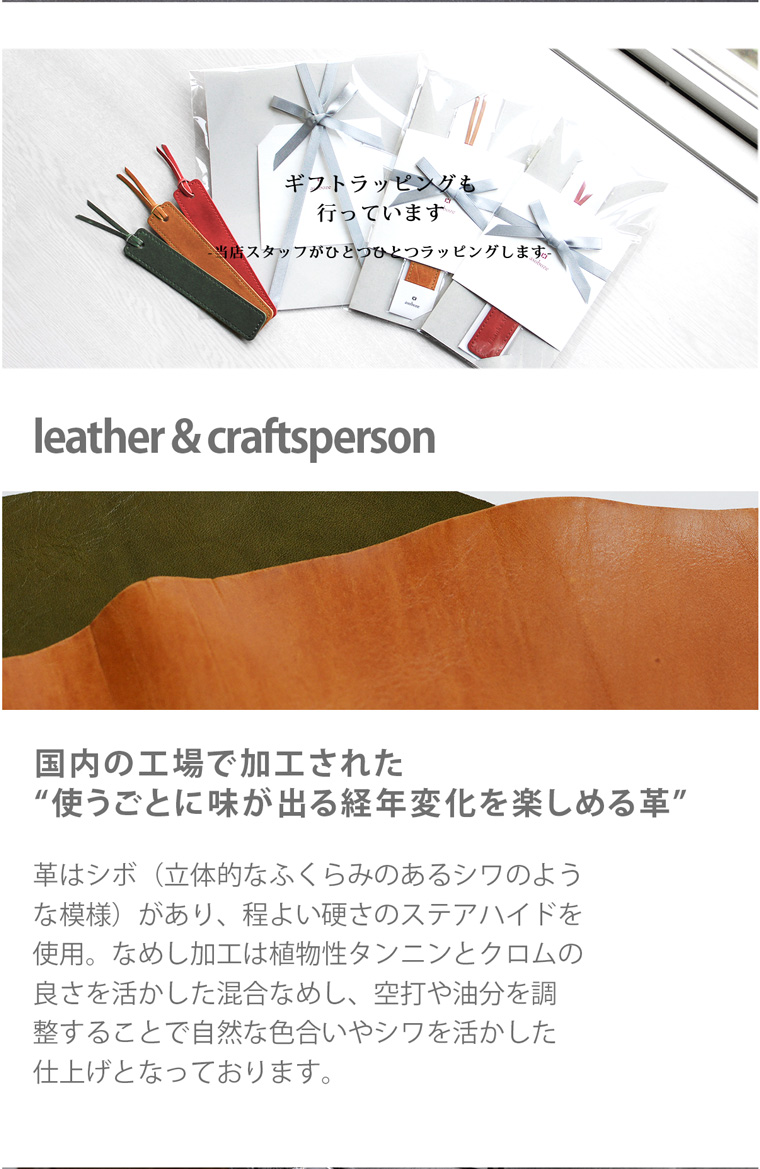 ギフトラッピングも
行っています
-当店スタッフがひとつひとつラッピングします-
leather & craftsperson
国内の工場で加工された
“使うごとに味が出る経年変化を楽しめる革”
革はシボ（立体的なふくらみのあるシワのよう
な模様）があり、程よい硬さのステアハイドを
使用。なめし加工は植物性タンニンとクロムの
良さを活かした混合なめし、空打や油分を調
整することで自然な色合いやシワを活かした
仕上げとなっております。